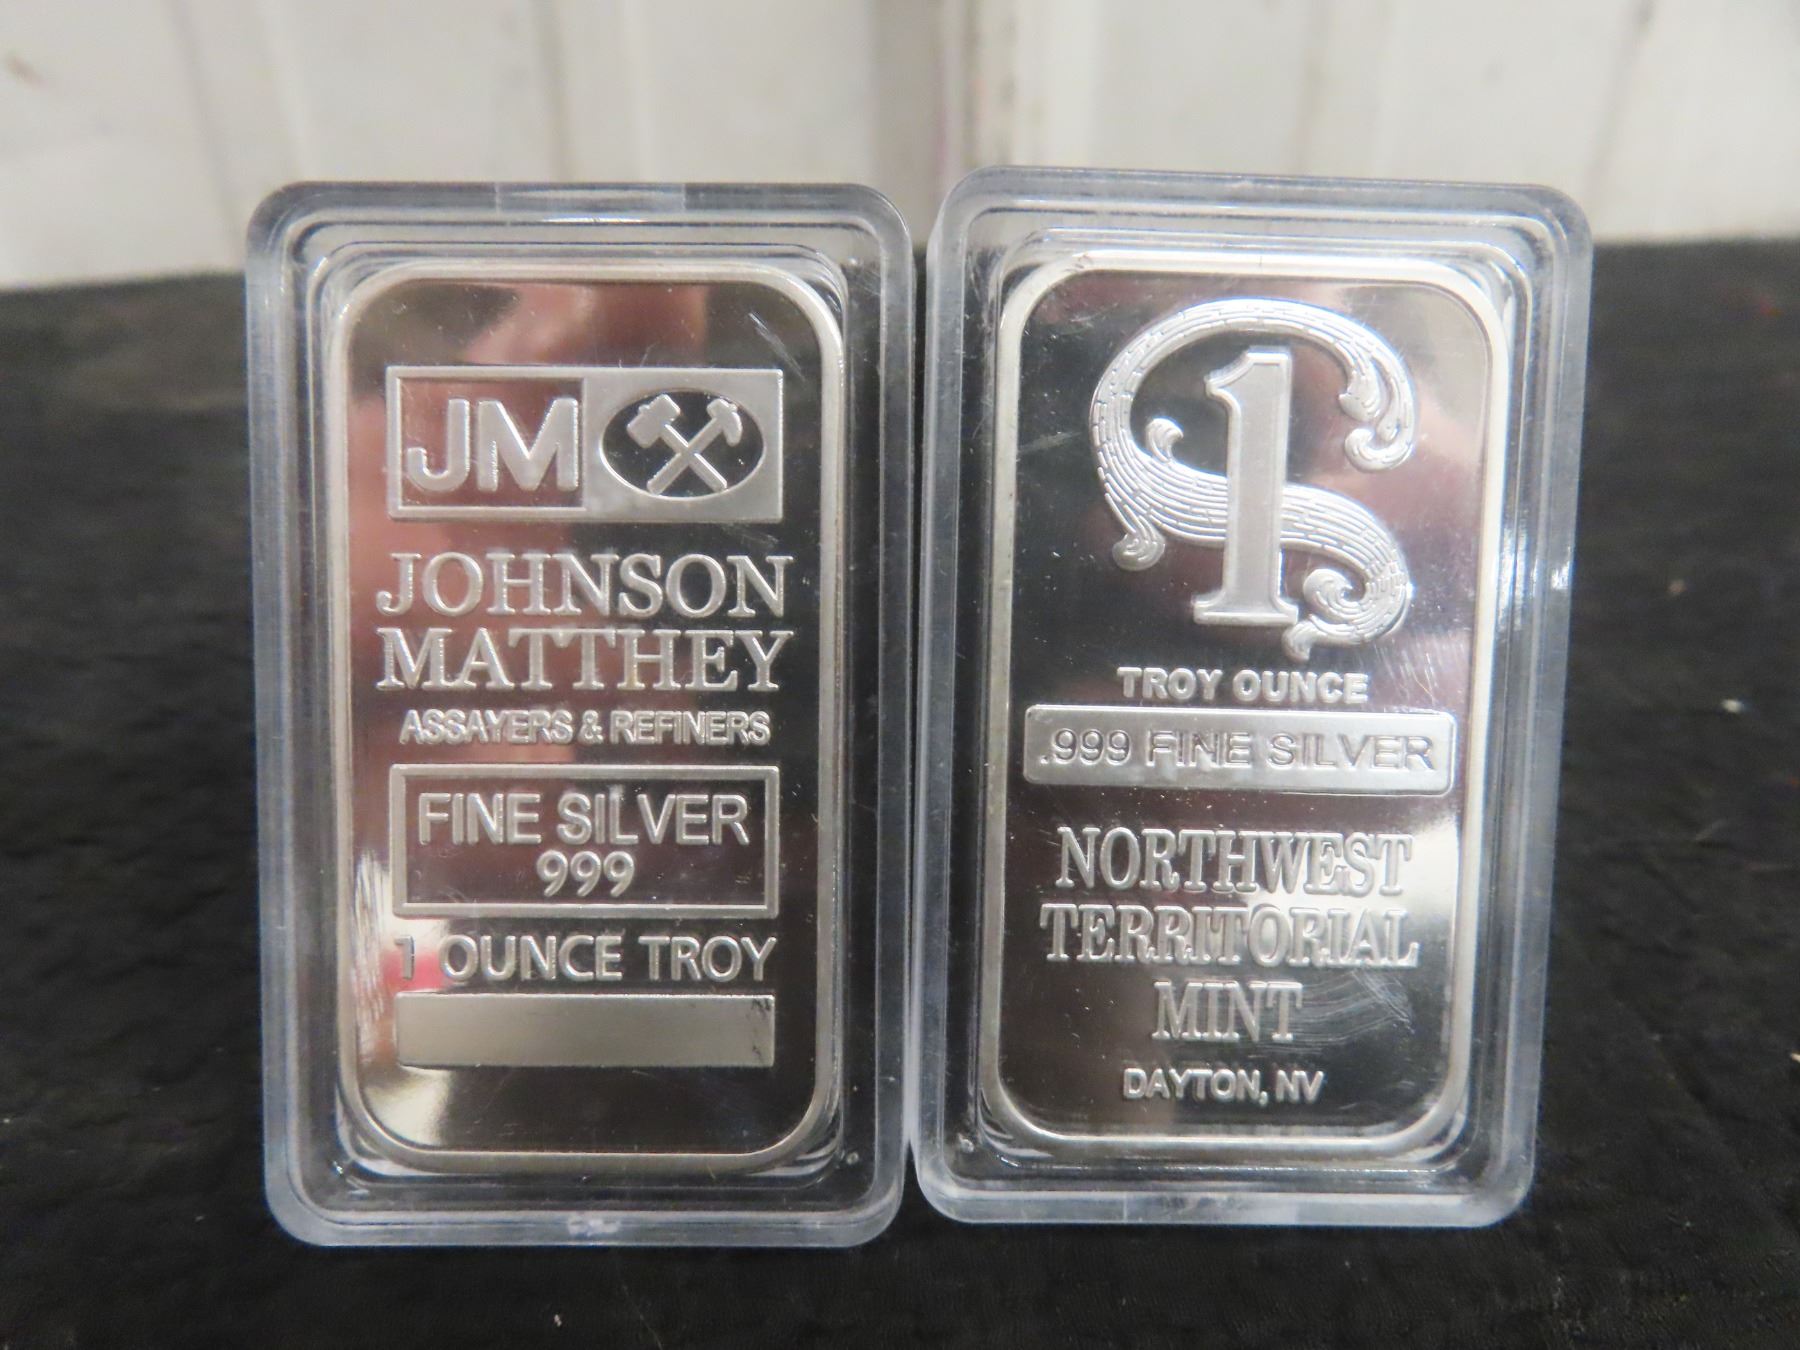 JM
JOHNSON
MATTHEY
ASSAYERS & REFINERS
FINE SILVER
999
1 OUNCE TROY
1
TROY OUNCE
.999 FINE SILVER
NORTHWEST
TERRITORIAL
MINT
DAYTON, NV